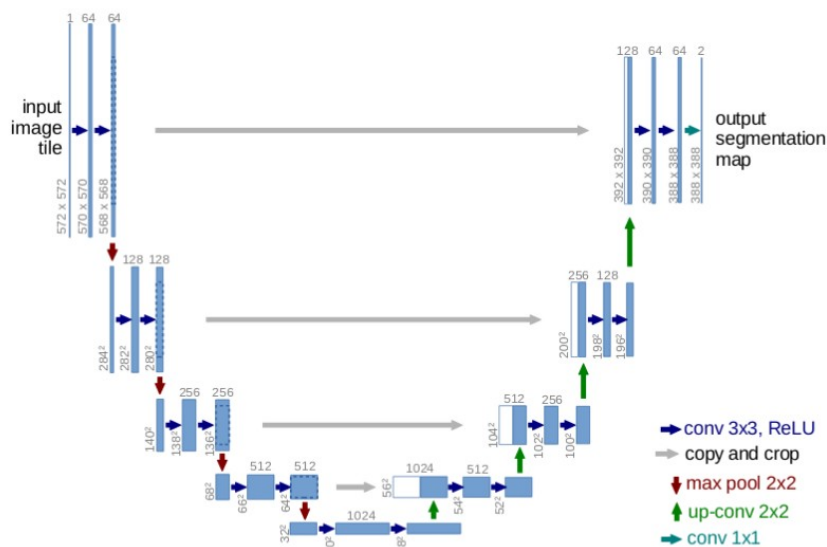 1 64 64
input
image
tile
572 x 572
570 x 570
568 x 568
128 64 64 2
output
segmentation
map
392 x 392
390 x 390
388 x 388
388 x 388
128 128
284²
282²
280²
256 128
200²
198²
196²
256 256
140²
138²
136²
512 256
104²
102²
100²
512 512
68²
66²
64²
1024 512
56²
54²
52²
1024
32²
conv 3x3, ReLU
copy and crop
max pool 2x2
up-conv 2x2
conv 1x1